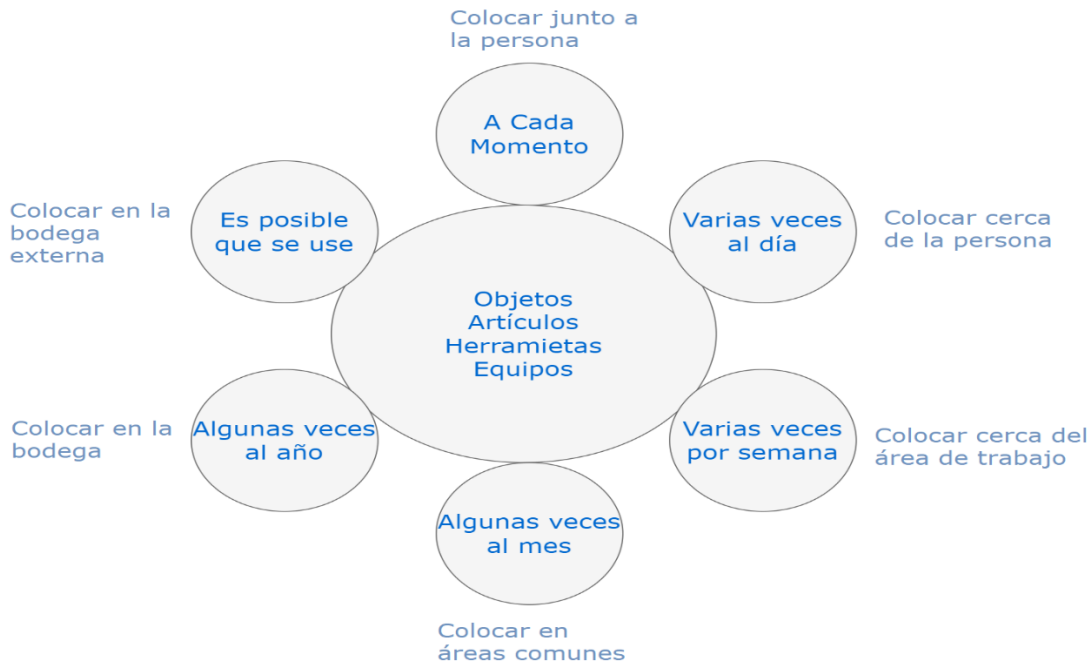 Colocar junto a
la persona
A Cada
Momento
Colocar en la
bodega
externa
Es posible
que se use
Varias veces
al día
Colocar cerca
de la persona
Objetos
Artículos
Herramietas
Equipos
Colocar en la
bodega
Algunas veces
al año
Varias veces
por semana
Colocar cerca del
área de trabajo
Algunas veces
al mes
Colocar en
áreas comunes